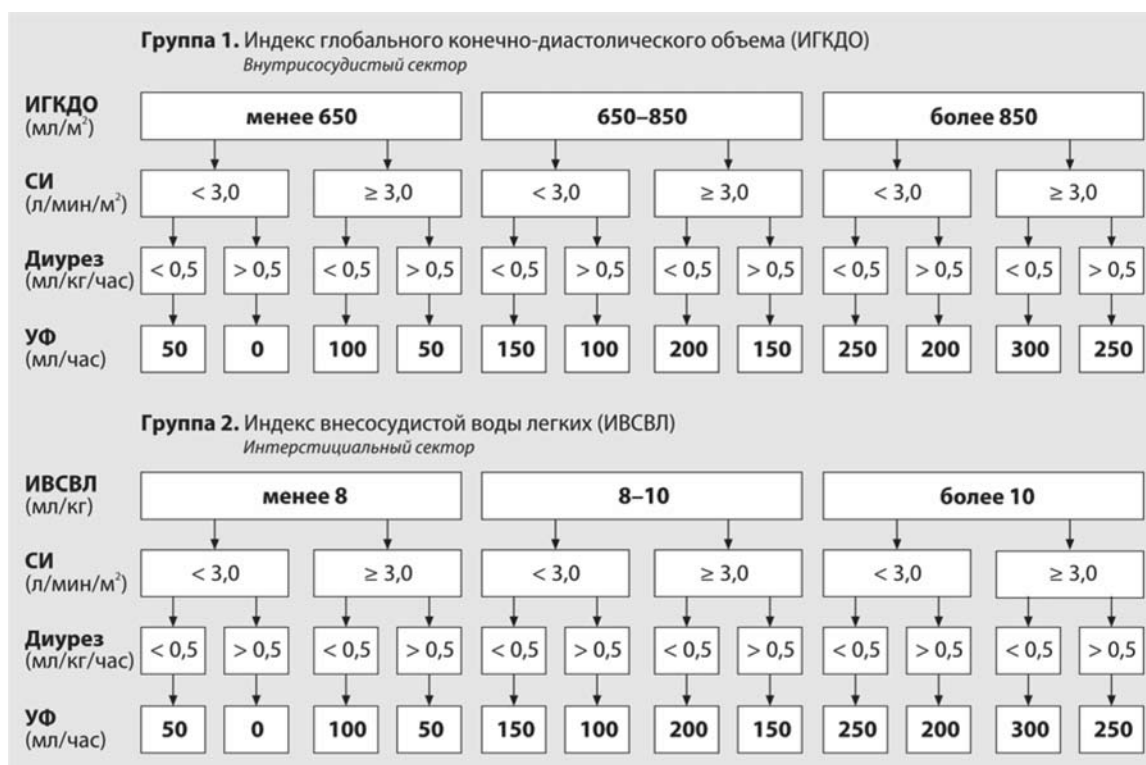 Группа 1. Индекс глобального конечно-диастолического объема (ИГКДО)
Внутрисосудистый сектор
ИГКДО
(мл/м²)
менее 650 650–850 более 850
СИ
(л/мин/м²)
< 3,0 ≥ 3,0 < 3,0 ≥ 3,0 < 3,0 ≥ 3,0
Диурез
(мл/кг/час)
< 0,5 > 0,5 < 0,5 > 0,5 < 0,5 > 0,5 < 0,5 > 0,5 < 0,5 > 0,5 < 0,5 > 0,5
УФ
(мл/час)
50 0 100 50 150 100 200 150 250 200 300 250
Группа 2. Индекс внесосудистой воды легких (ИВСВЛ)
Интерстициальный сектор
ИВСВЛ
(мл/кг)
менее 8 8–10 более 10
СИ
(л/мин/м²)
< 3,0 ≥ 3,0 < 3,0 ≥ 3,0 < 3,0 ≥ 3,0
Диурез
(мл/кг/час)
< 0,5 > 0,5 < 0,5 > 0,5 < 0,5 > 0,5 < 0,5 > 0,5 < 0,5 > 0,5 < 0,5 > 0,5
УФ
(мл/час)
50 0 100 50 150 100 200 150 250 200 300 250